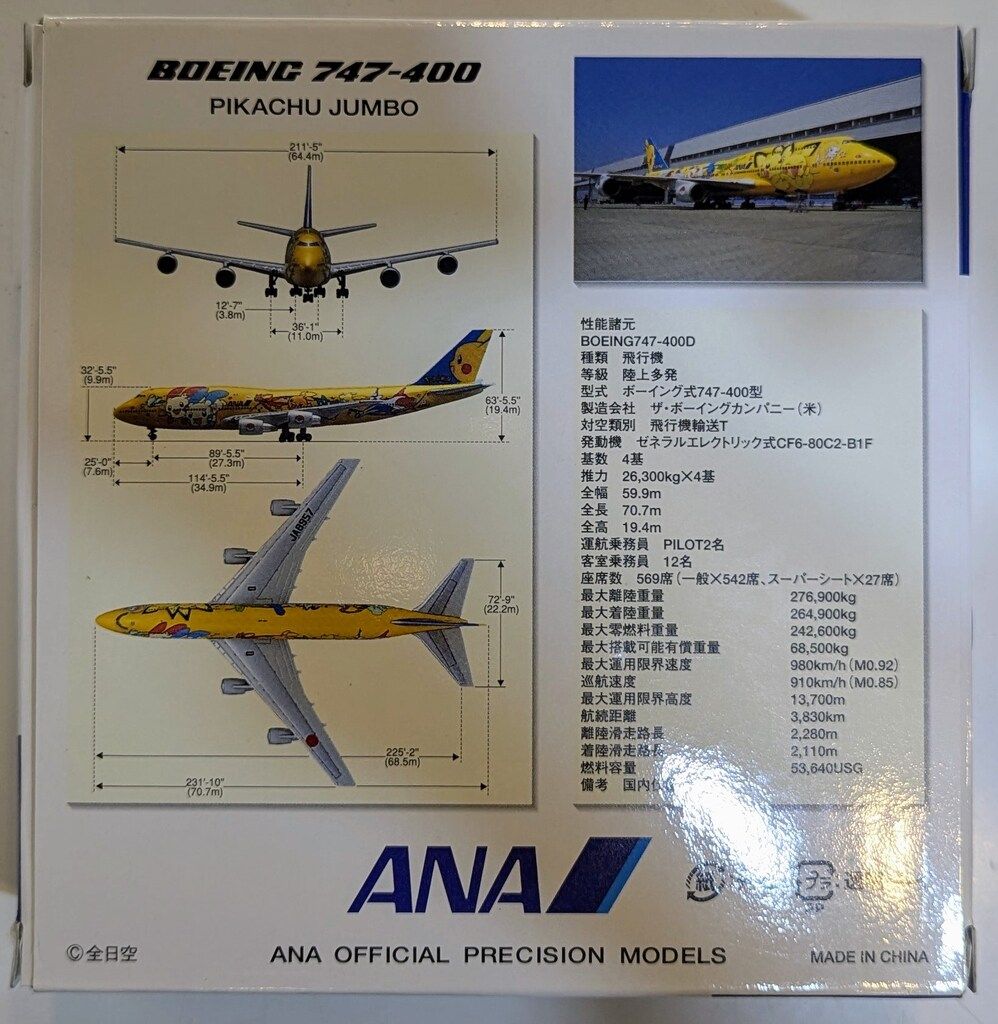 BOEING 747-400
PIKACHU JUMBO
211'-5"
(64.4m)
12'-7"
(3.8m)
36'-1"
(11.0m)
32'-5.5"
(9.9m)
63'-5.5"
(19.4m)
89'-5.5"
(27.3m)
25'-0"
(7.6m)
114'-5.5"
(34.9m)
JA8957
72'-9"
(22.2m)
225'-2"
(68.5m)
231'-10"
(70.7m)
性能諸元
BOEING747-400D
種類 飛行機
等級 陸上多発
型式 ボーイング式747-400型
製造会社 ザ・ボーイングカンパニー(米)
対空類別 飛行機輸送T
発動機 ゼネラルエレクトリック式CF6-80C2-B1F
基数 4基
推力 26,300kg×4基
全幅 59.9m
全長 70.7m
全高 19.4m
運航乗務員 PILOT2名
客室乗務員 12名
座席数 569席(一般×542席、スーパーシート×27席)
最大離陸重量 276,900kg
最大着陸重量 264,900kg
最大零燃料重量 242,600kg
最大搭載可能有償重量 68,500kg
最大運用限界速度 980km/h(M0.92)
巡航速度 910km/h(M0.85)
最大運用限界高度 13,700m
航続距離 3,830km
離陸滑走路長 2,280m
着陸滑走路長 2,110m
燃料容量 53,640USG
備考 国内
ANA
紙
プラ
©全日空
ANA OFFICIAL PRECISION MODELS
MADE IN CHINA